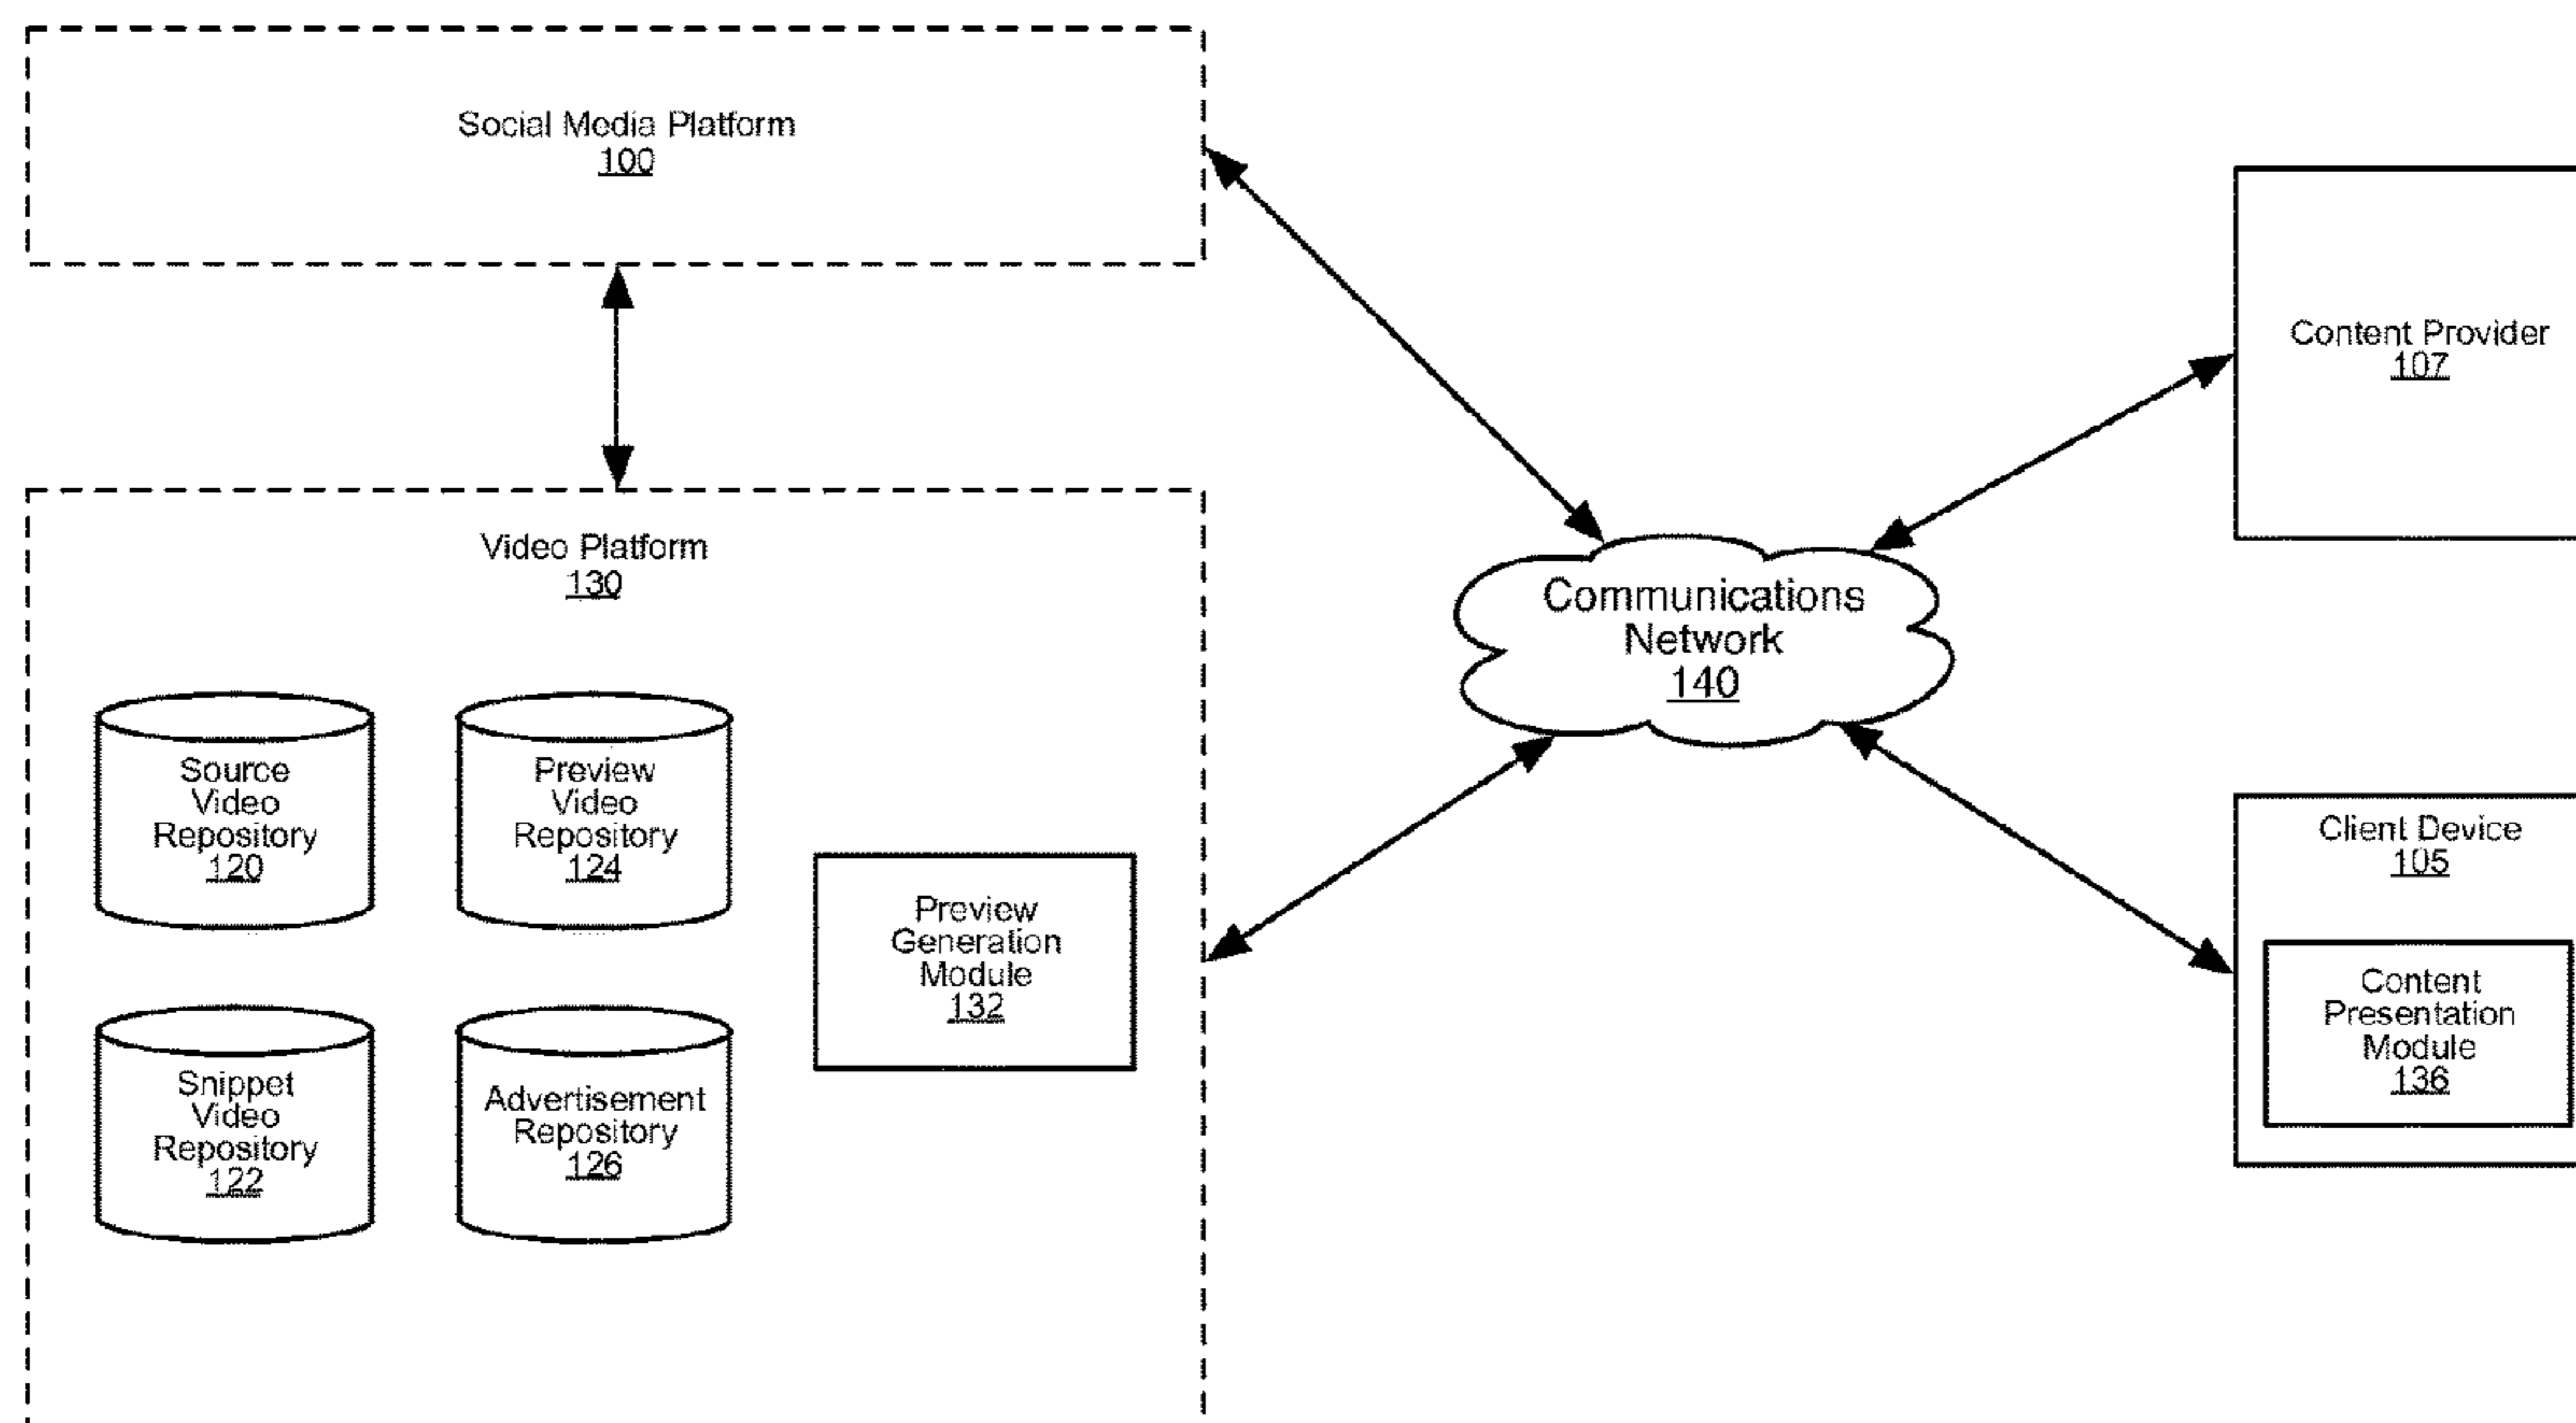 Social Media Platform
100
Content Provider
107
Video Platform
130
Communications
Network
140
Source
Video
Repository
120
Preview
Video
Repository
124
Preview
Generation
Module
132
Snippet
Video
Repository
122
Advertisement
Repository
126
Client Device
105
Content
Presentation
Module
136